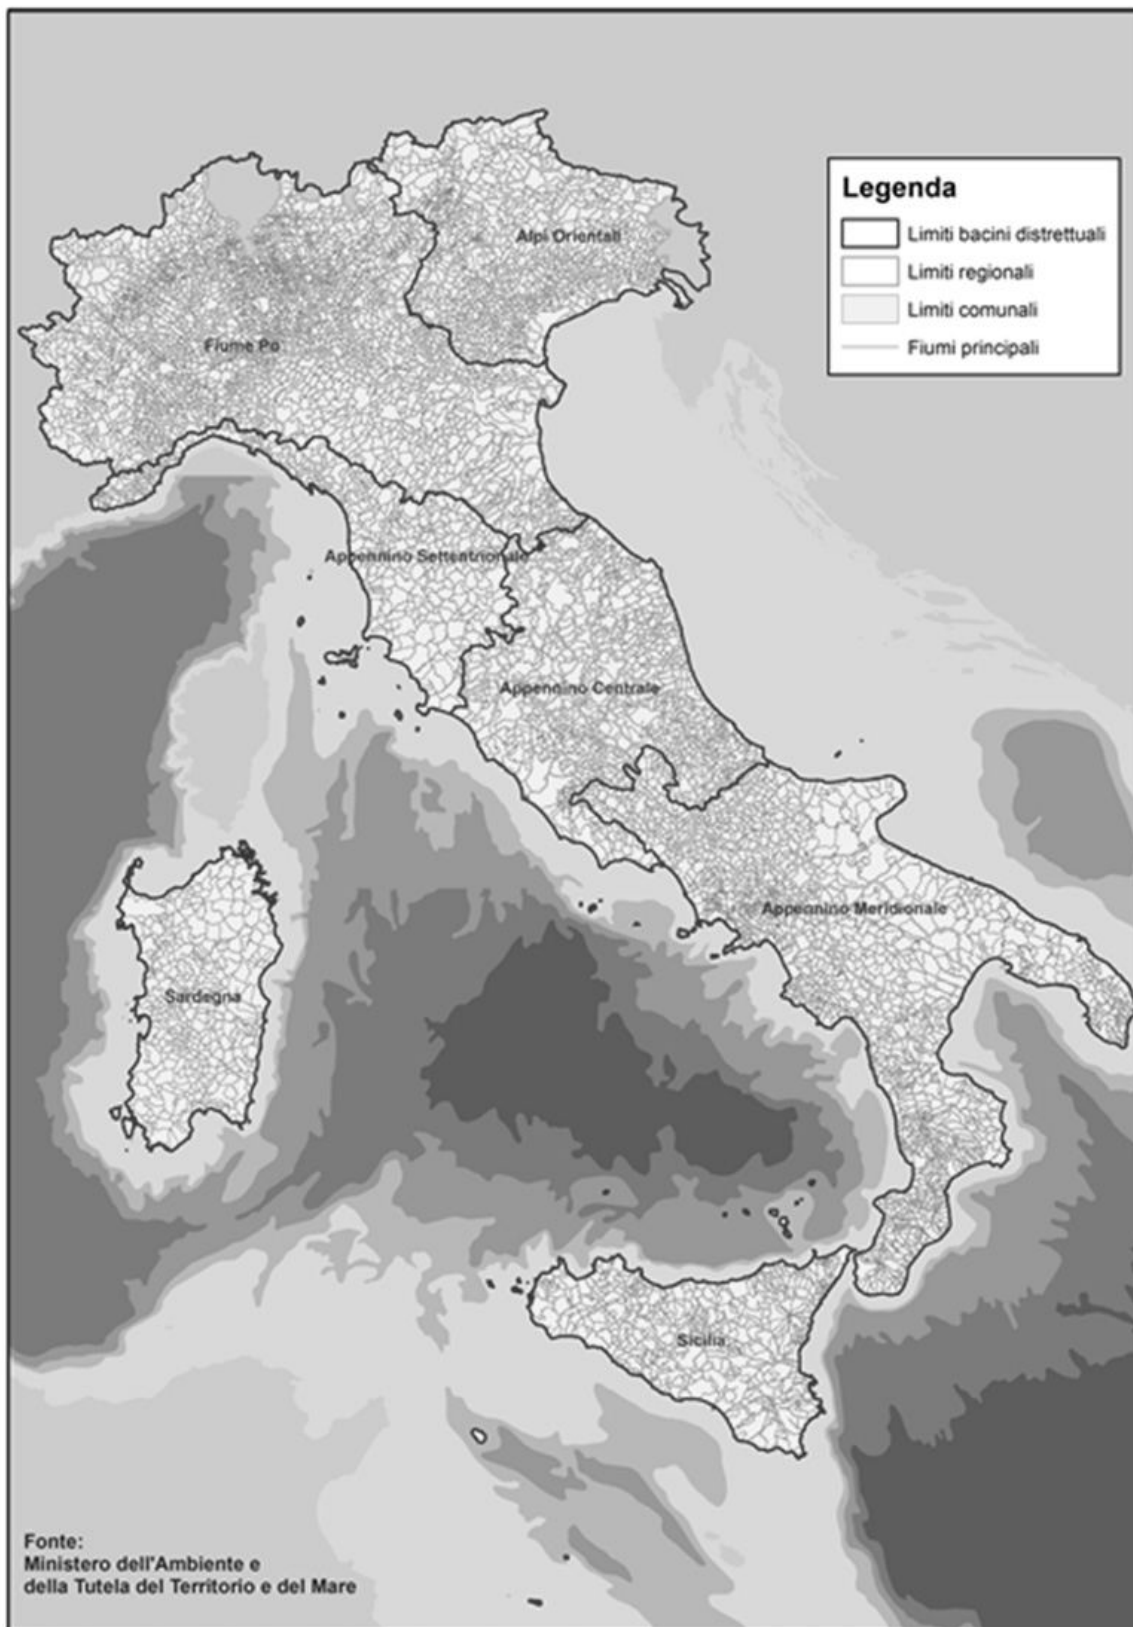 Legenda
Limiti bacini distrettuali
Limiti regionali
Limiti comunali
Fiumi principali
Alpi Orientali
Fiume Po
Appennino Settentrionale
Appennino Centrale
Appennino Meridionale
Sardegna
Sicilia
Fonte:
Ministero dell'Ambiente e
della Tutela del Territorio e del Mare